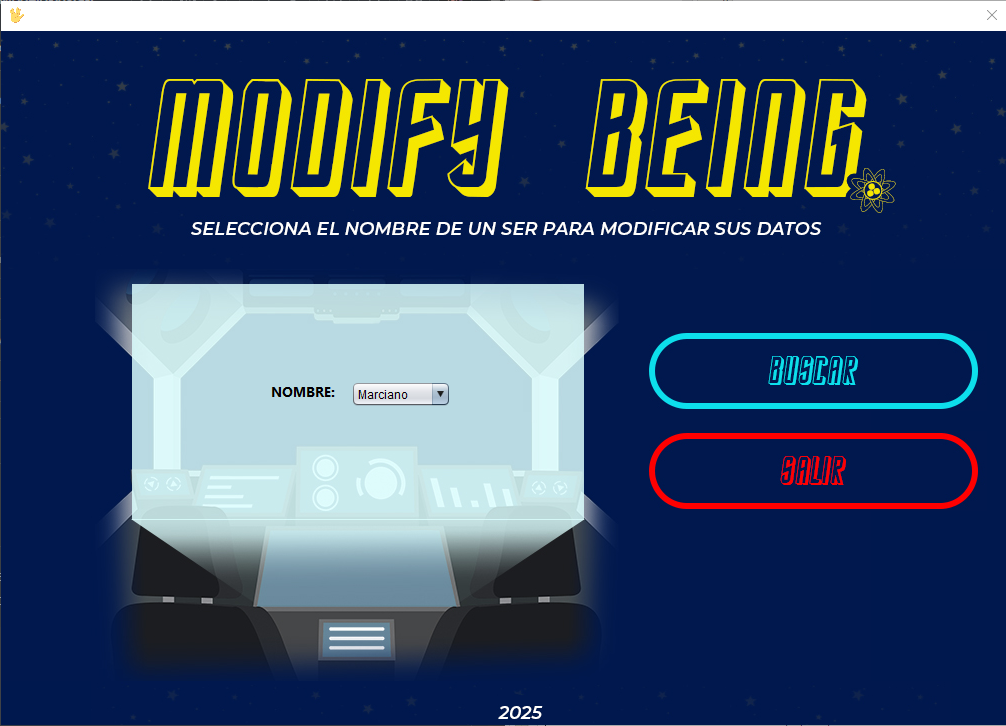 MODIFY BEING
SELECCIONA EL NOMBRE DE UN SER PARA MODIFICAR SUS DATOS
NOMBRE: Marciano
BUSCAR
SALIR
2025